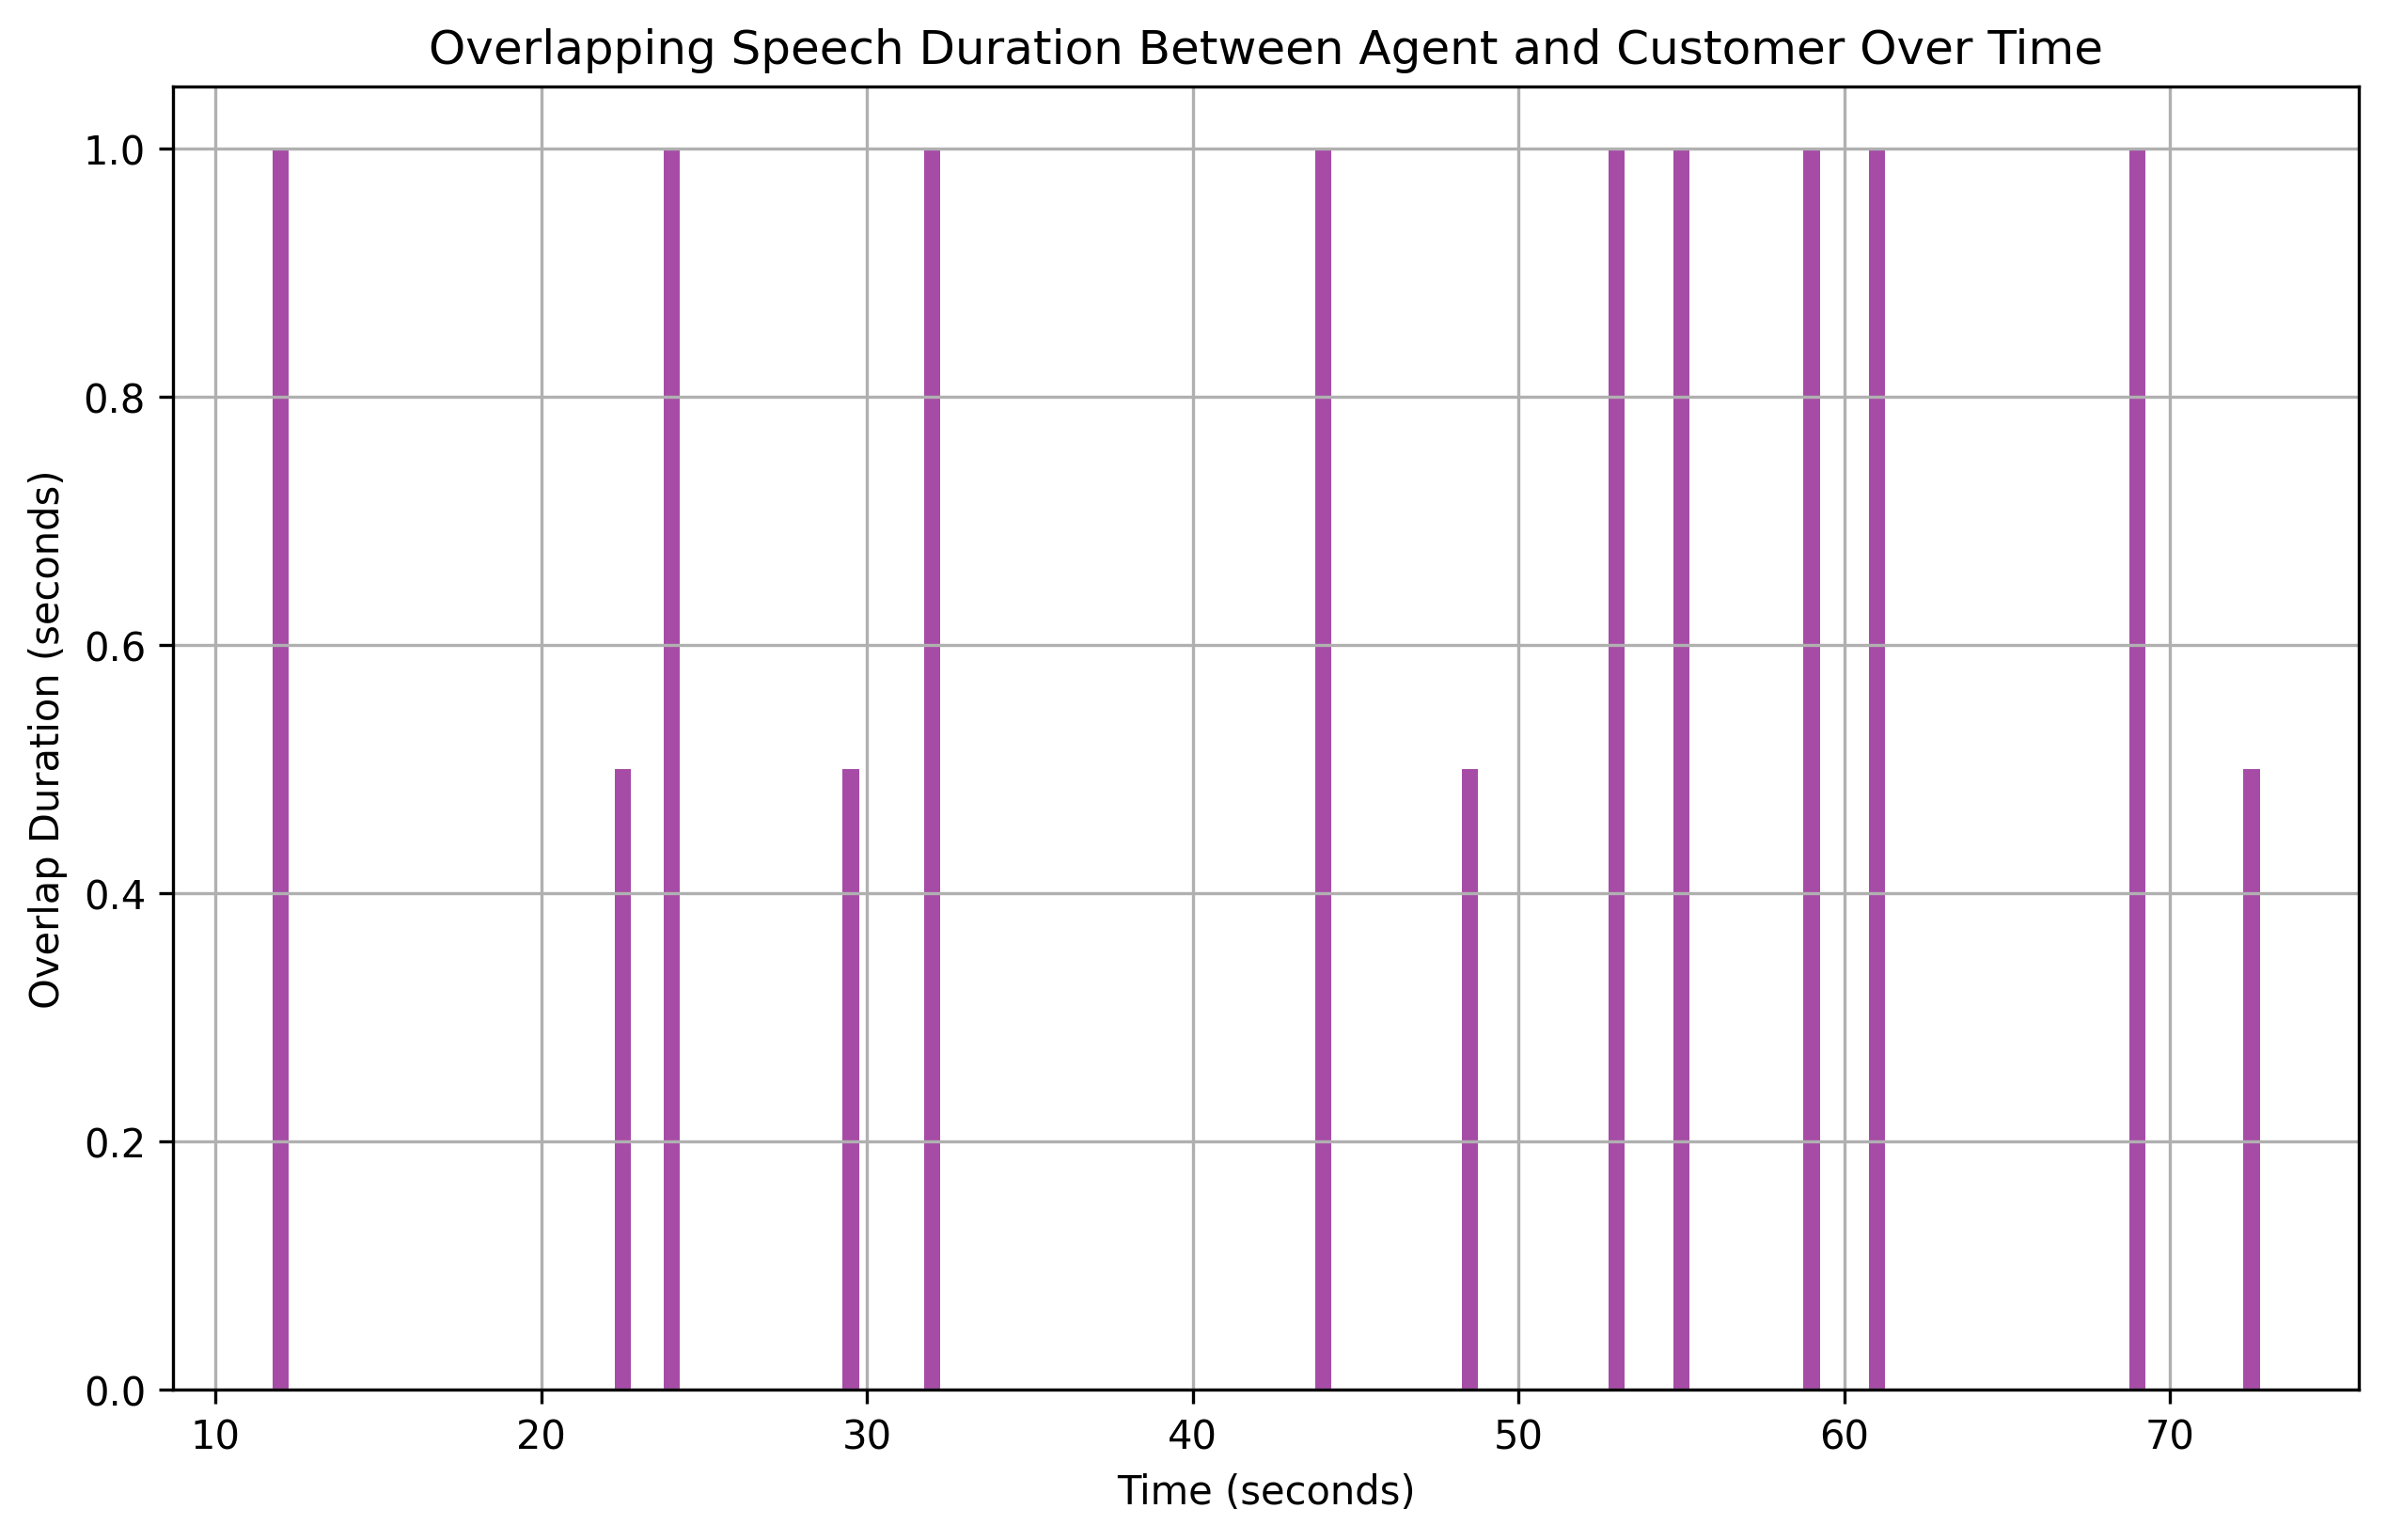 Overlapping Speech Duration Between Agent and Customer Over Time
Overlap Duration (seconds)
1.0
0.8
0.6
0.4
0.2
0.0
10 20 30 40 50 60 70
Time (seconds)